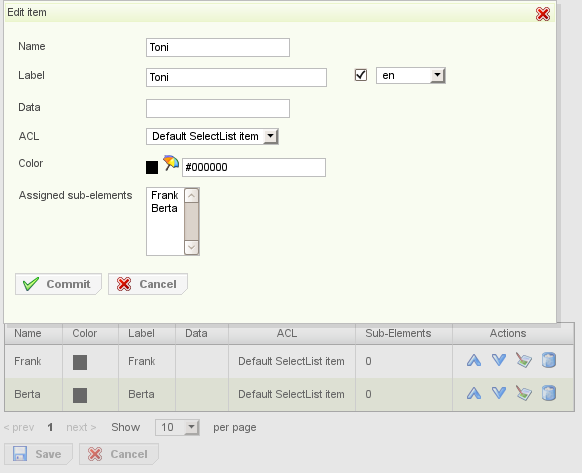 Edit item
Name Toni
Label Toni en
Data
ACL Default SelectList item
Color #000000
Assigned sub-elements Frank
Berta
Commit Cancel
Name Color Label Data ACL Sub-Elements Actions
Frank Frank Default SelectList item 0
Berta Berta Default SelectList item 0
< prev 1 next > Show 10 per page
Save Cancel